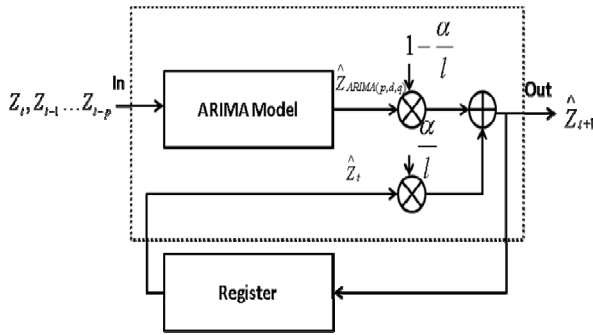 1 - α/l
Z_t, Z_{t-1} ... Z_{t-p}
In
ARIMA Model
Ẑ_{ARIMA(p,d,q)}
Out
Ẑ_{t+1}
α/l
Ẑ_t
Register